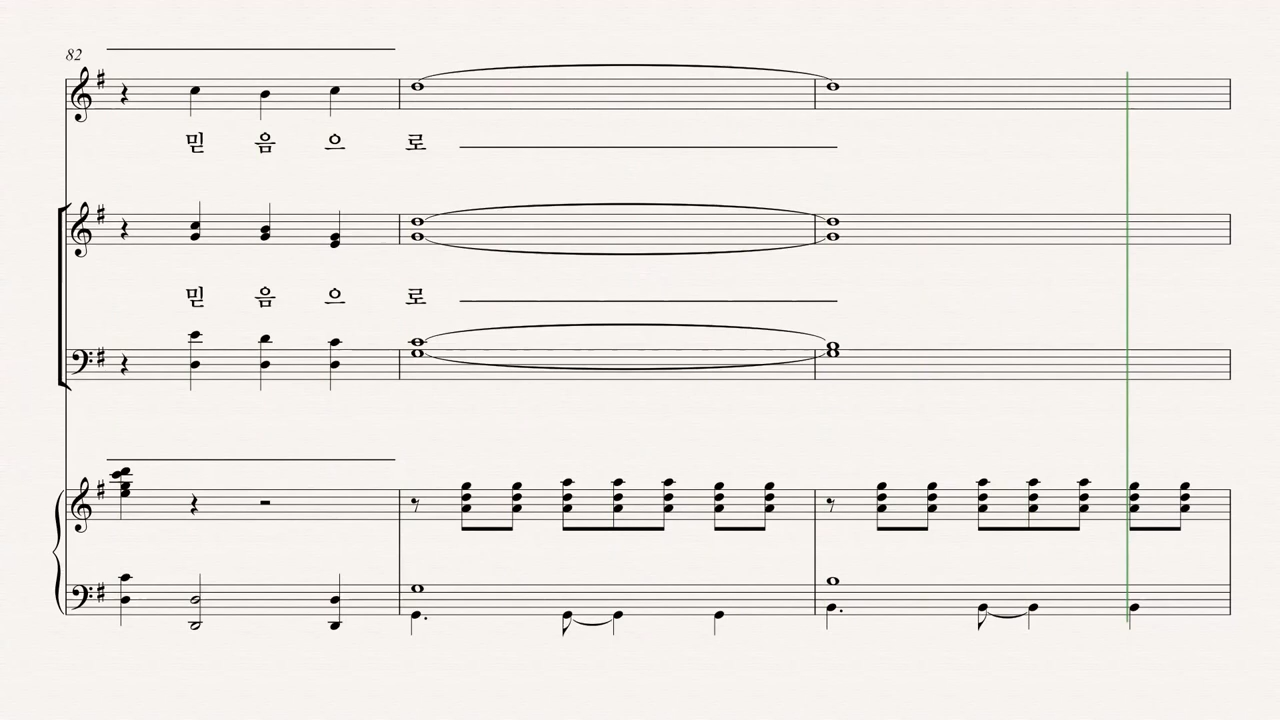 82
믿 음 으 로
믿 음 으 로